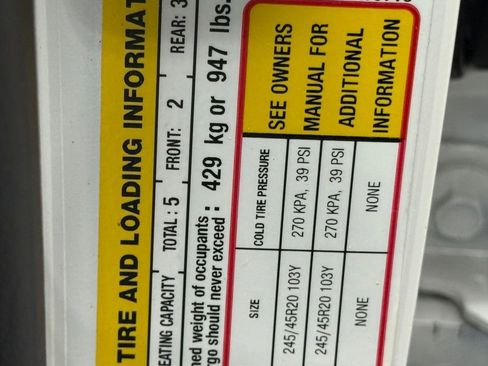 TIRE AND LOADING INFORMAT
EATING CAPACITY TOTAL : 5 FRONT: 2 REAR: 3
ned weight of occupants
rgo should never exceed : 429 kg or 947 lbs.
SIZE COLD TIRE PRESSURE
245/45R20 103Y 270 KPA, 39 PSI
245/45R20 103Y 270 KPA, 39 PSI
NONE NONE
SEE OWNERS
MANUAL FOR
ADDITIONAL
INFORMATION